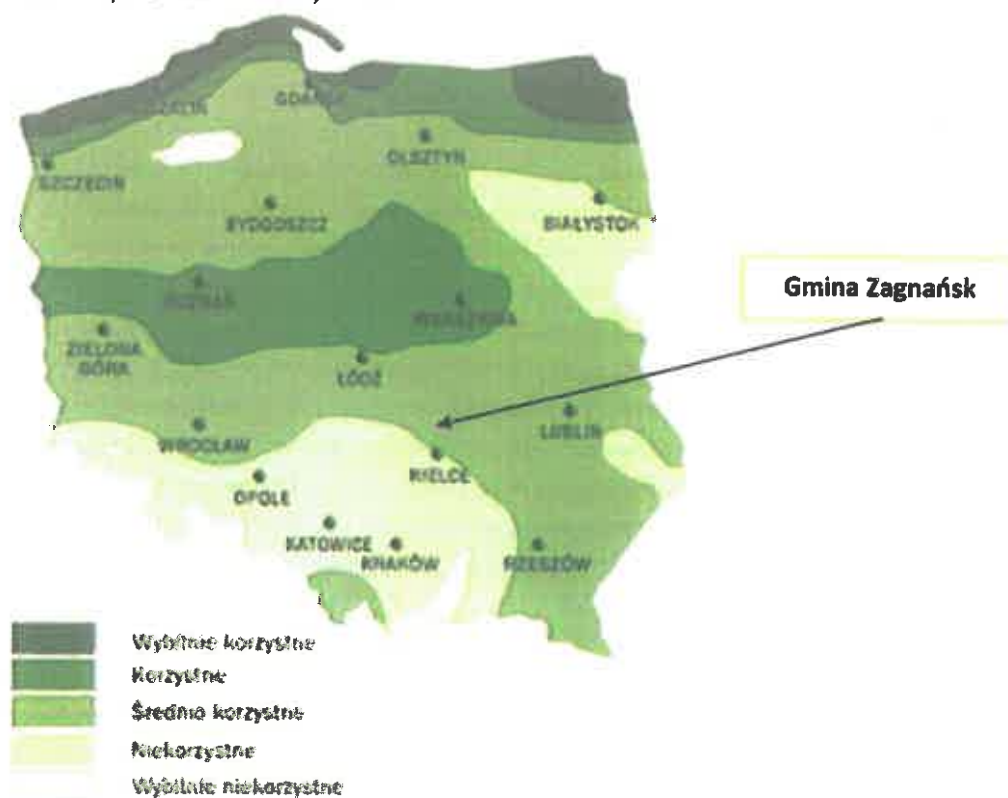 GDAŃSK
OLSZTYN
SZCZECIN
BYDGOSZCZ
BIAŁYSTOK
Gmina Zagnańsk
POZNAŃ
WARSZAWA
ZIELONA
GÓRA
ŁÓDŹ
WROCŁAW
LUBLIN
KIELCE
OPOLE
KATOWICE
KRAKÓW
RZESZÓW
Wybitnie korzystne
Korzystne
Średnio korzystne
Niekorzystne
Wybitnie niekorzystne